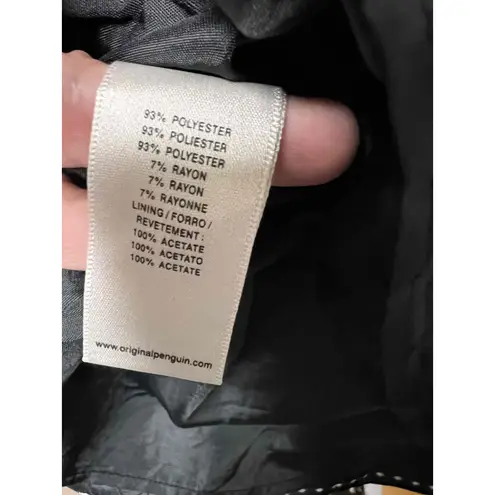 93% POLYESTER
93% POLIESTER
93% POLYESTER
7% RAYON
7% RAYON
7% RAYONNE
LINING / FORRO /
REVETEMENT :
100% ACETATE
100% ACETATO
100% ACETATE
www.originalpenguin.com